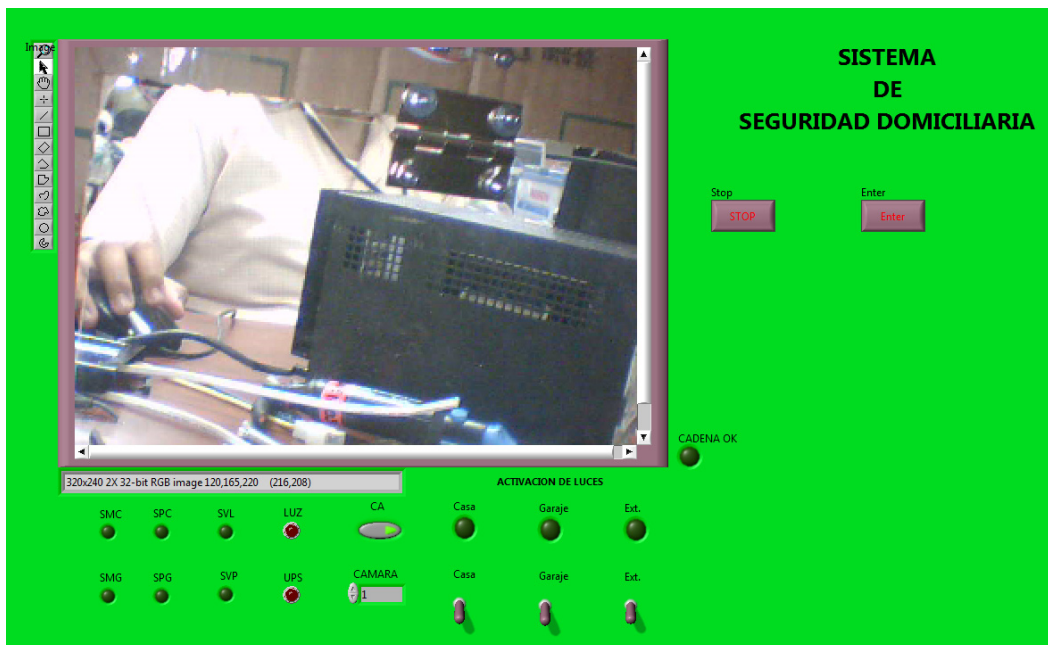 Image
SISTEMA
DE
SEGURIDAD DOMICILIARIA
Stop
Enter
STOP
Enter
CADENA OK
320x240 2X 32-bit RGB image 120,165,220 (216,208)
ACTIVACION DE LUCES
SMC
SPC
SVL
LUZ
CA
Casa
Garaje
Ext.
SMG
SPG
SVP
UPS
CAMARA
1
Casa
Garaje
Ext.